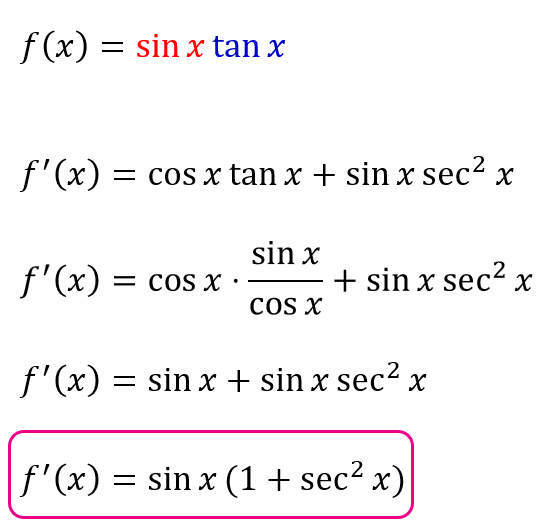 f(x) = sin x tan x
f′(x) = cos x tan x + sin x sec² x
f′(x) = cos x · sin x / cos x + sin x sec² x
f′(x) = sin x + sin x sec² x
f′(x) = sin x (1 + sec² x)